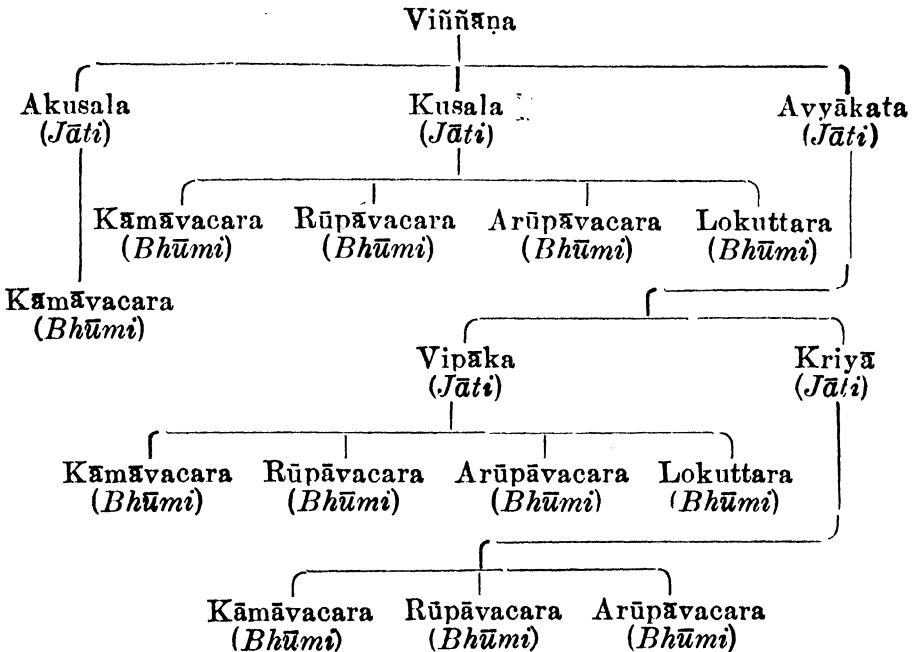 Viññāṇa
Akusala Kusala Avyākata
(Jāti) (Jāti) (Jāti)
Kāmāvacara Rūpāvacara Arūpāvacara Lokuttara
(Bhūmi) (Bhūmi) (Bhūmi) (Bhūmi)
Kāmāvacara
(Bhūmi)
Vipāka Kriyā
(Jāti) (Jāti)
Kāmāvacara Rūpāvacara Arūpāvacara Lokuttara
(Bhūmi) (Bhūmi) (Bhūmi) (Bhūmi)
Kāmāvacara Rūpāvacara Arūpāvacara
(Bhūmi) (Bhūmi) (Bhūmi)